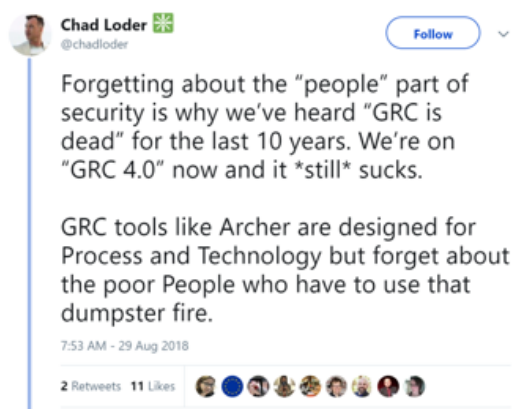 Chad Loder
@chadloder
Follow
Forgetting about the “people” part of
security is why we’ve heard “GRC is
dead” for the last 10 years. We’re on
“GRC 4.0” now and it *still* sucks.
GRC tools like Archer are designed for
Process and Technology but forget about
the poor People who have to use that
dumpster fire.
7:53 AM - 29 Aug 2018
2 Retweets 11 Likes